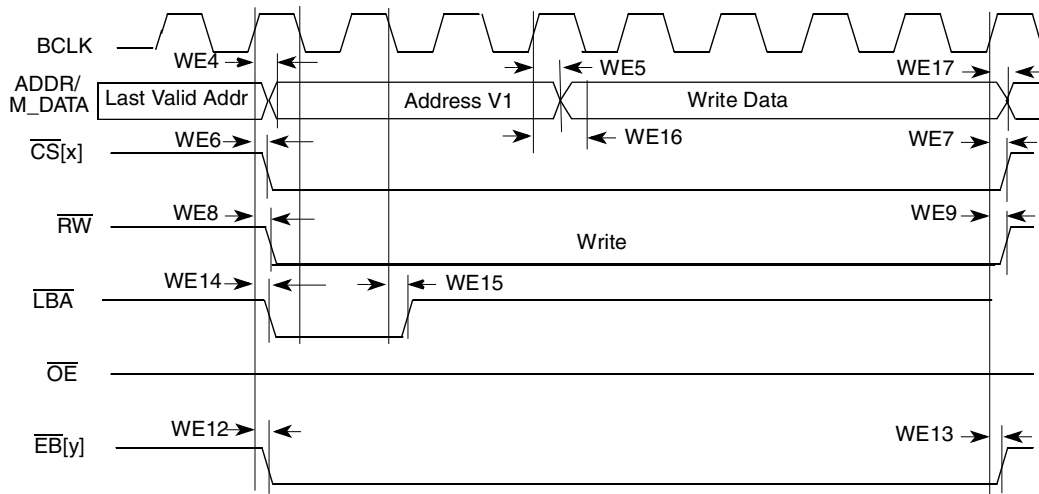 BCLK
WE4
WE5
WE17
ADDR/
M_DATA
Last Valid Addr
Address V1
Write Data
WE16
WE6
WE7
CS[x]
WE8
WE9
RW
Write
WE14
WE15
LBA
OE
WE12
WE13
EB[y]